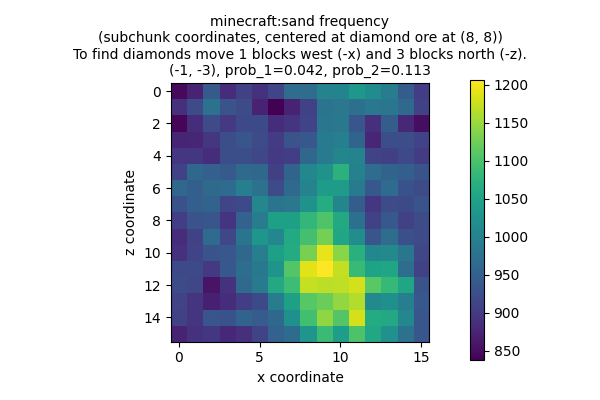 minecraft:sand frequency
(subchunk coordinates, centered at diamond ore at (8, 8))
To find diamonds move 1 blocks west (-x) and 3 blocks north (-z).
(-1, -3), prob_1=0.042, prob_2=0.113
0
2
4
6
8
10
12
14
z coordinate
0 5 10 15
x coordinate
1200
1150
1100
1050
1000
950
900
850